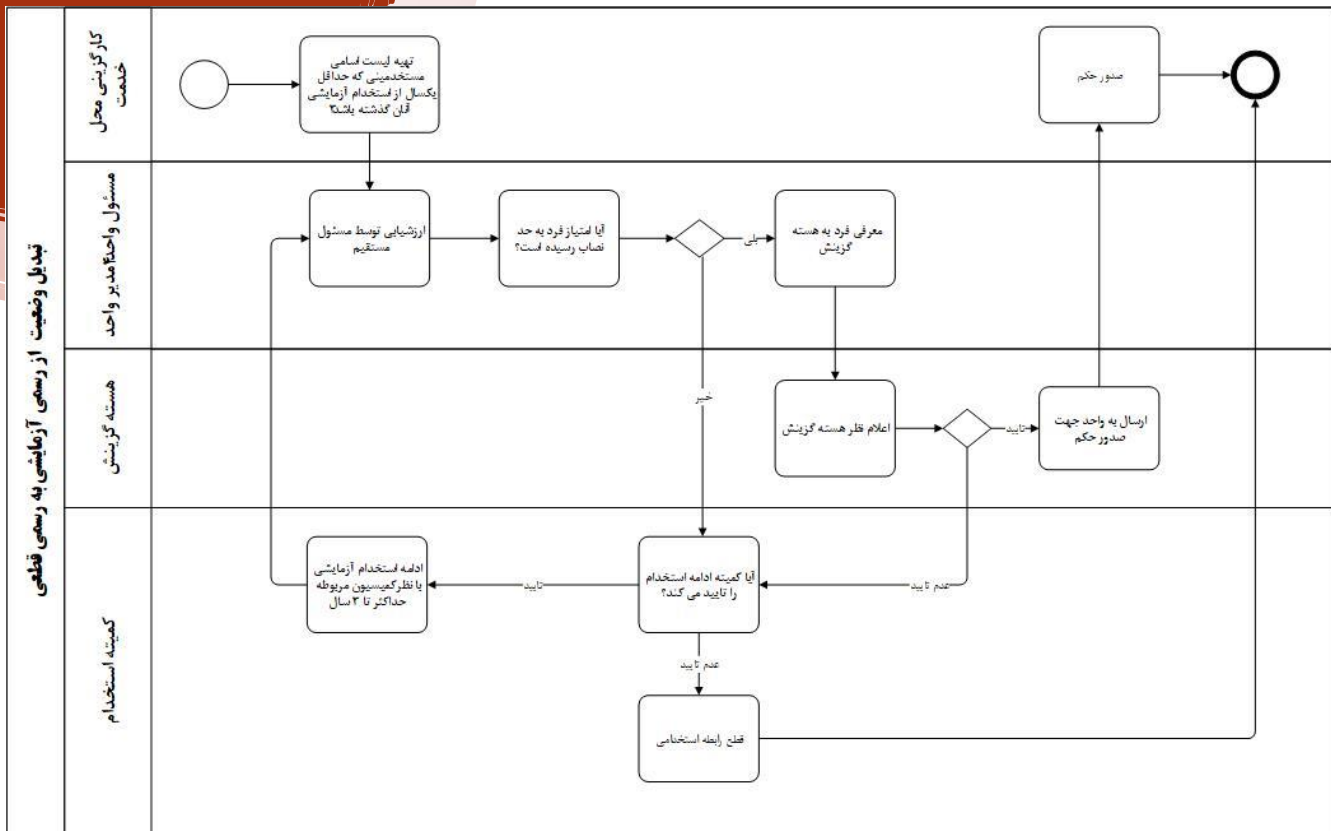 تبدیل وضعیت از رسمی آزمایشی به رسمی قطعی
کارگزینی محل
خدمت
تهیه لیست اسامی
مستخدمینی که حداقل
یکسال از استخدام آزمایشی
آنان گذشته باشد؟
صدور حکم
مسئول واحد/مدیر واحد
ارزشیابی توسط مسئول
مستقیم
آیا امتیاز فرد به حد
نصاب رسیده است؟
بلی
معرفی فرد به هسته
گزینش
خیر
هسته گزینش
اعلام نظر هسته گزینش
تایید
ارسال به واحد جهت
صدور حکم
عدم تایید
کمیته استخدام
آیا کمیته ادامه استخدام
را تایید می کند؟
تایید
ادامه استخدام آزمایشی
با نظر کمیسیون مربوطه
حداکثر تا ۳ سال
عدم تایید
قطع رابطه استخدامی